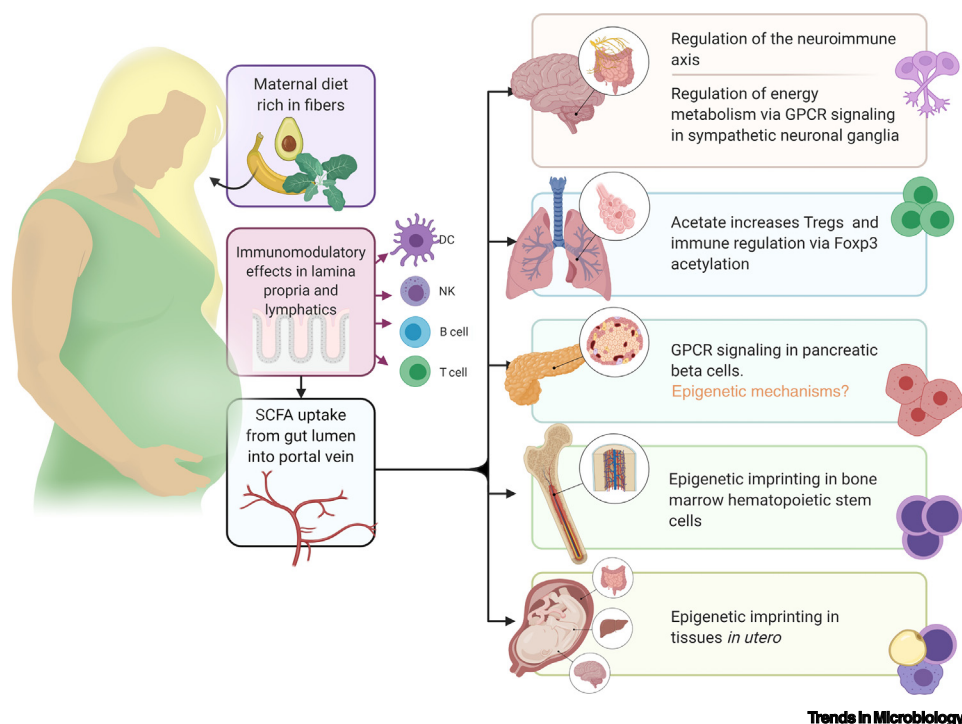 Maternal diet
rich in fibers
Immunomodulatory
effects in lamina
propria and
lymphatics
DC
NK
B cell
T cell
SCFA uptake
from gut lumen
into portal vein
Regulation of the neuroimmune
axis
Regulation of energy
metabolism via GPCR signaling
in sympathetic neuronal ganglia
Acetate increases Tregs and
immune regulation via Foxp3
acetylation
GPCR signaling in pancreatic
beta cells.
Epigenetic mechanisms?
Epigenetic imprinting in bone
marrow hematopoietic stem
cells
Epigenetic imprinting in
tissues in utero
Trends in Microbiology